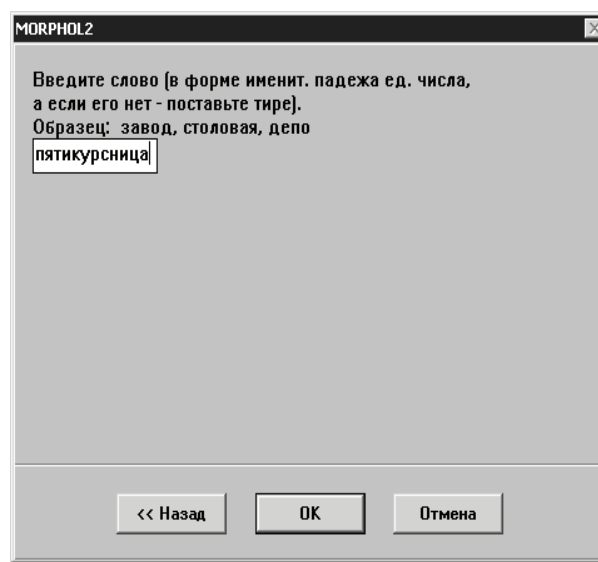 MORPHOL2
Введите слово (в форме именит. падежа ед. числа,
а если его нет - поставьте тире).
Образец: завод, столовая, депо
пятикурсница
<< Назад OK Отмена